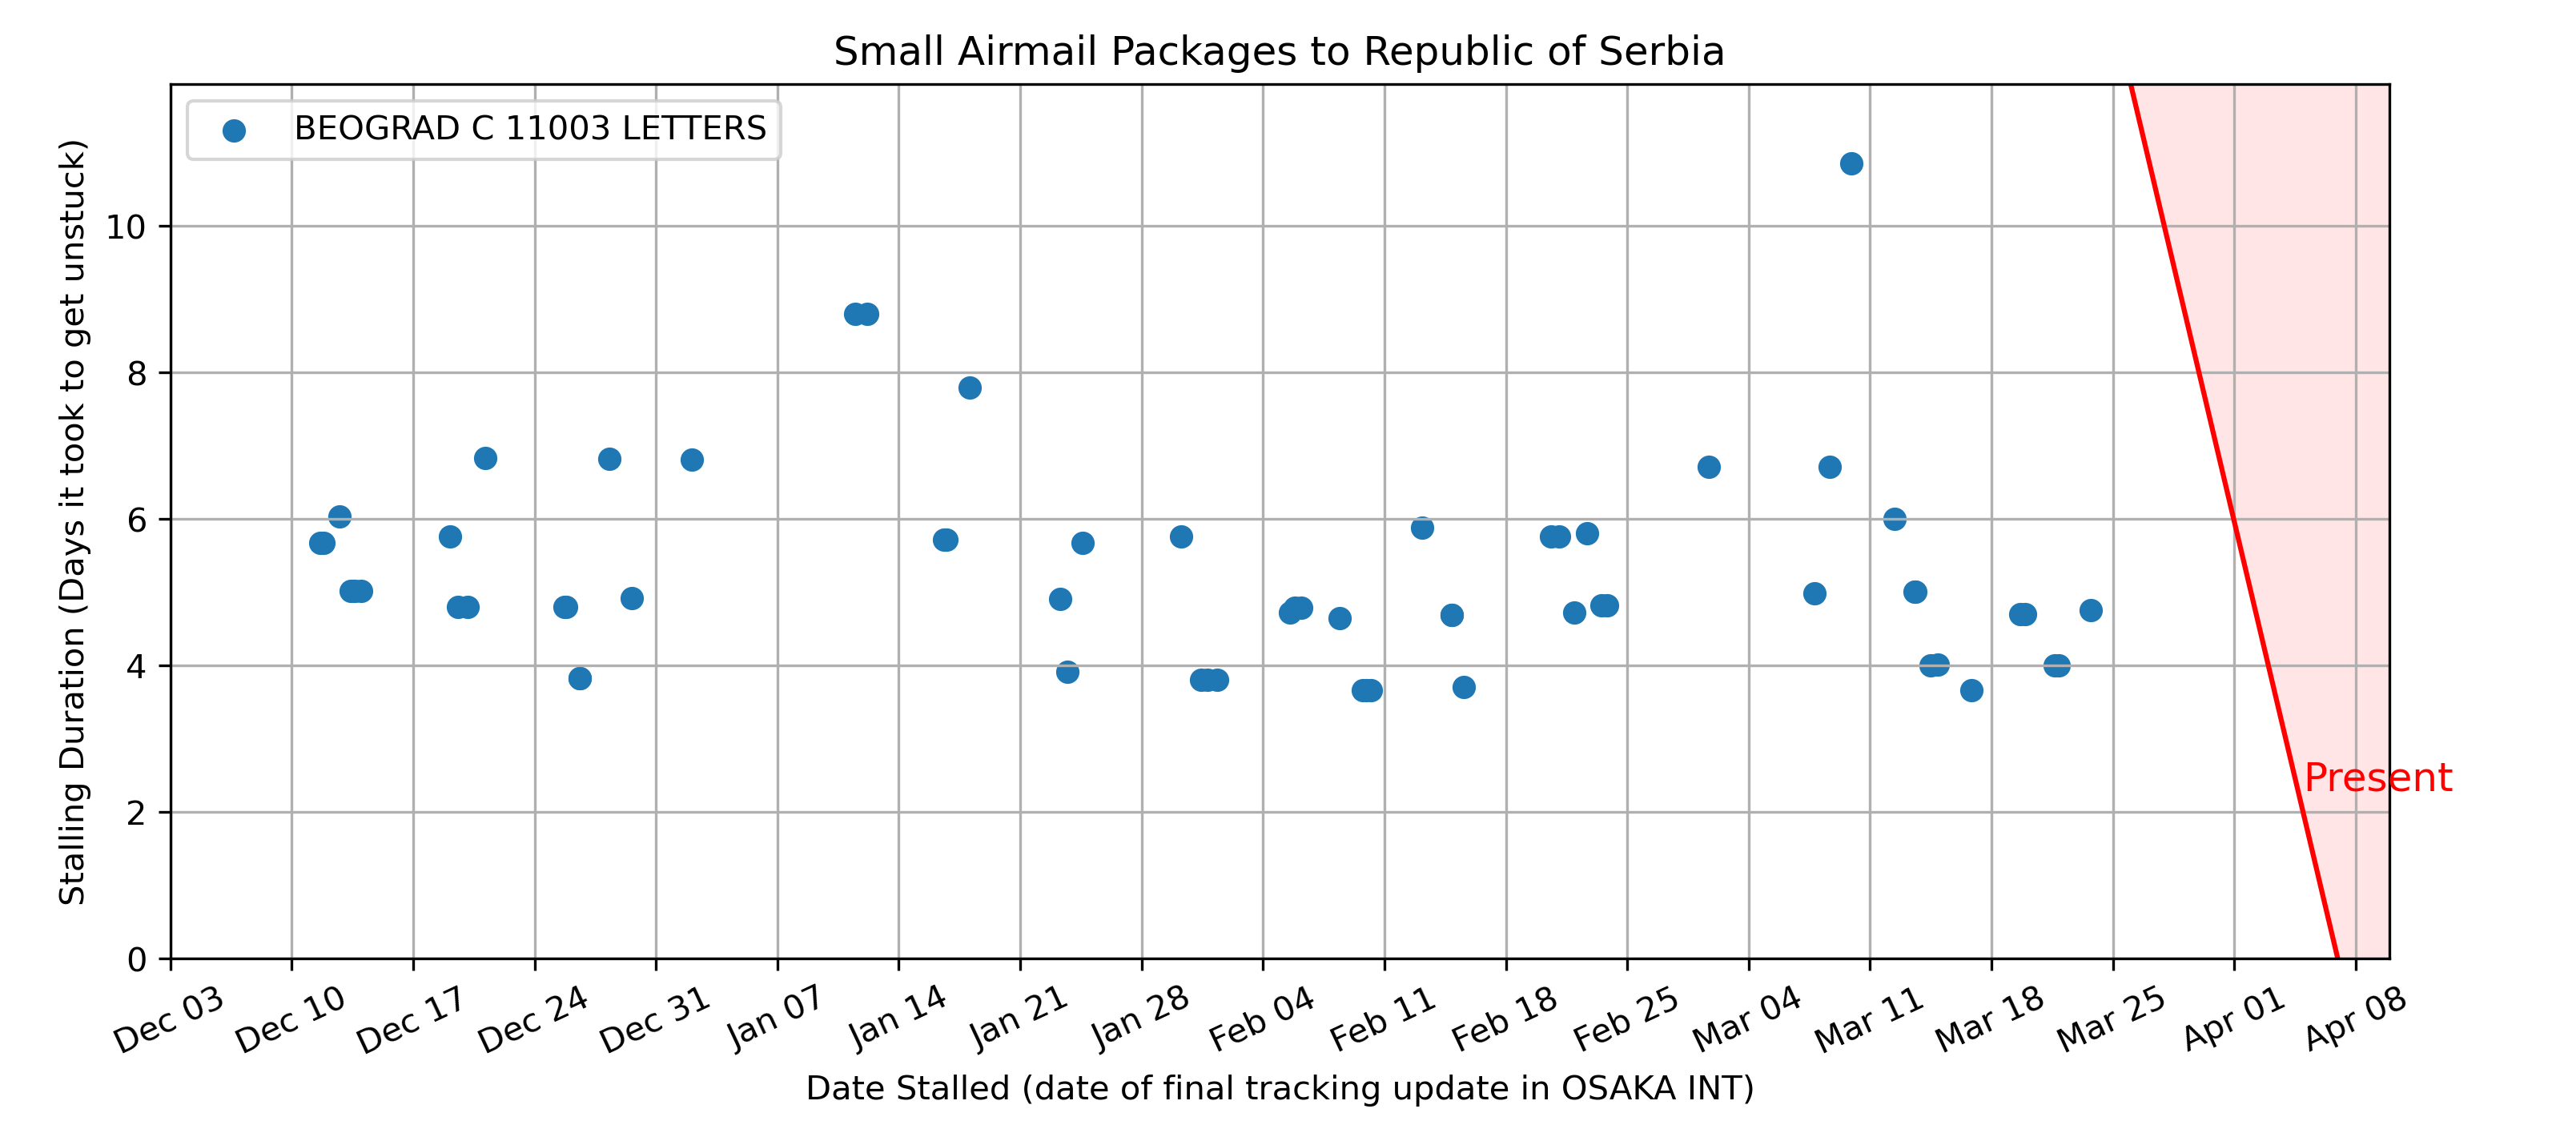 Small Airmail Packages to Republic of Serbia
BEOGRAD C 11003 LETTERS
Stalling Duration (Days it took to get unstuck)
10
8
6
4
2
0
Present
Dec 03
Dec 10
Dec 17
Dec 24
Dec 31
Jan 07
Jan 14
Jan 21
Jan 28
Feb 04
Feb 11
Feb 18
Feb 25
Mar 04
Mar 11
Mar 18
Mar 25
Apr 01
Apr 08
Date Stalled (date of final tracking update in OSAKA INT)